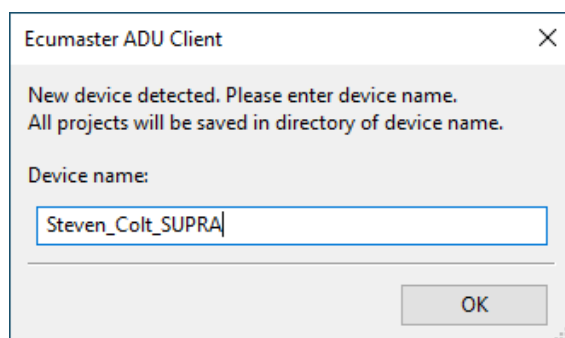 Ecumaster ADU Client
New device detected. Please enter device name.
All projects will be saved in directory of device name.
Device name:
Steven_Colt_SUPRA
OK